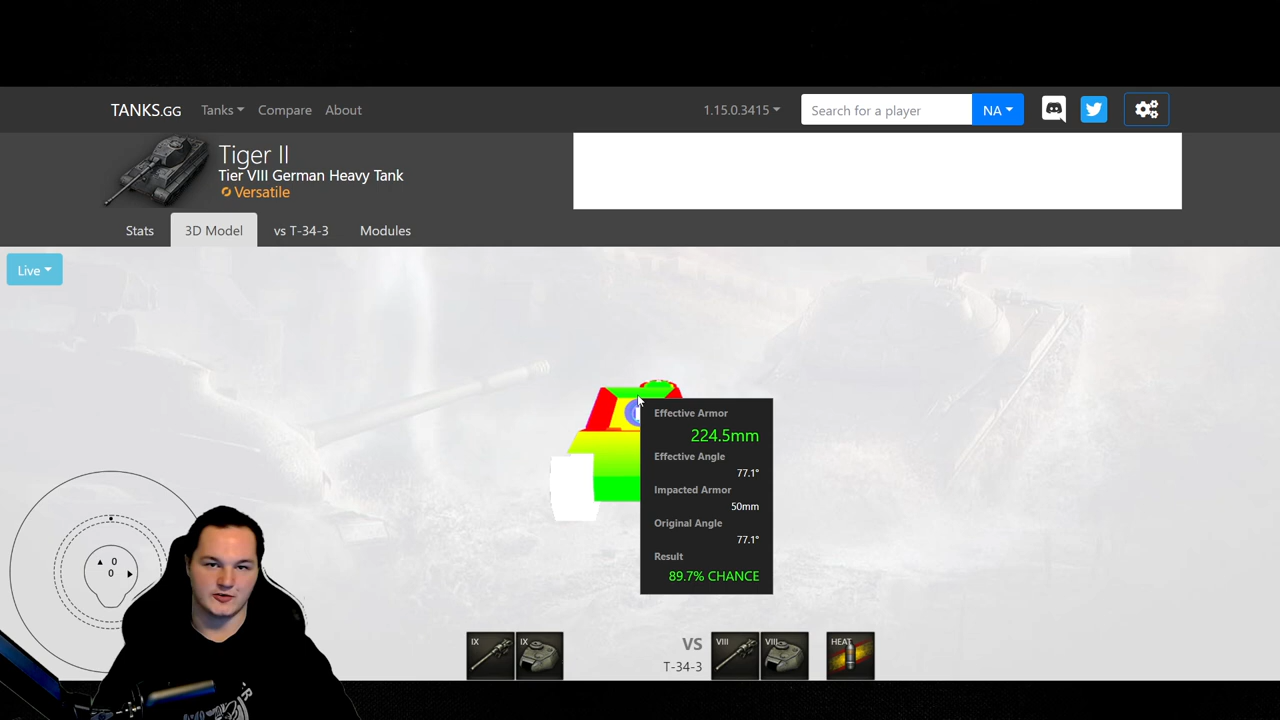 TANKS.GG Tanks Compare About 1.15.0.3415 Search for a player NA
Tiger II
Tier VIII German Heavy Tank
Versatile
Stats 3D Model vs T-34-3 Modules
Live
Effective Armor
224.5mm
Effective Angle
77.1°
Impacted Armor
50mm
Original Angle
77.1°
Result
89.7% CHANCE
0
0
IX IX VS VIII VIII HEAT
T-34-3